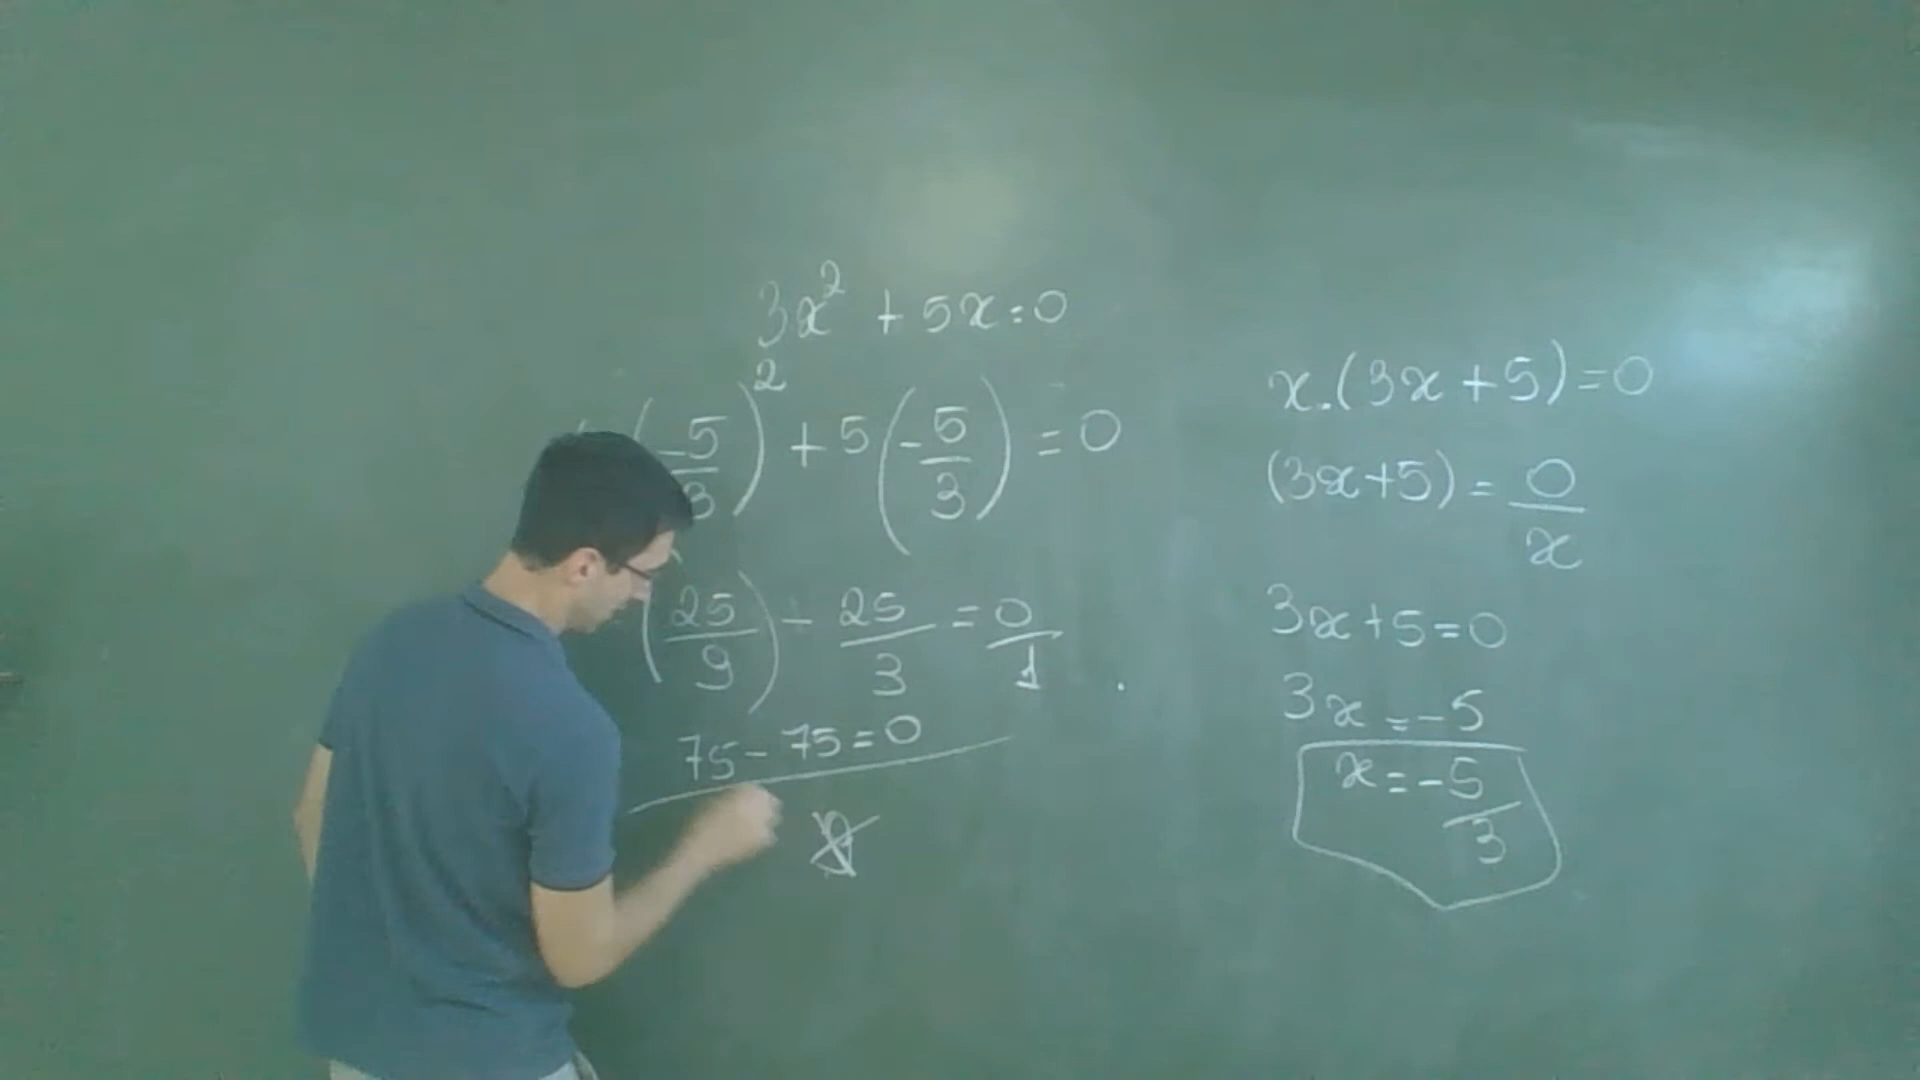 3x² + 5x = 0
(-5/3)² + 5(-5/3) = 0
(25/9) - 25/3 = 0/1
75 - 75 = 0
x.(3x + 5) = 0
(3x+5) = 0/x
3x + 5 = 0
3x = -5
x = -5/3